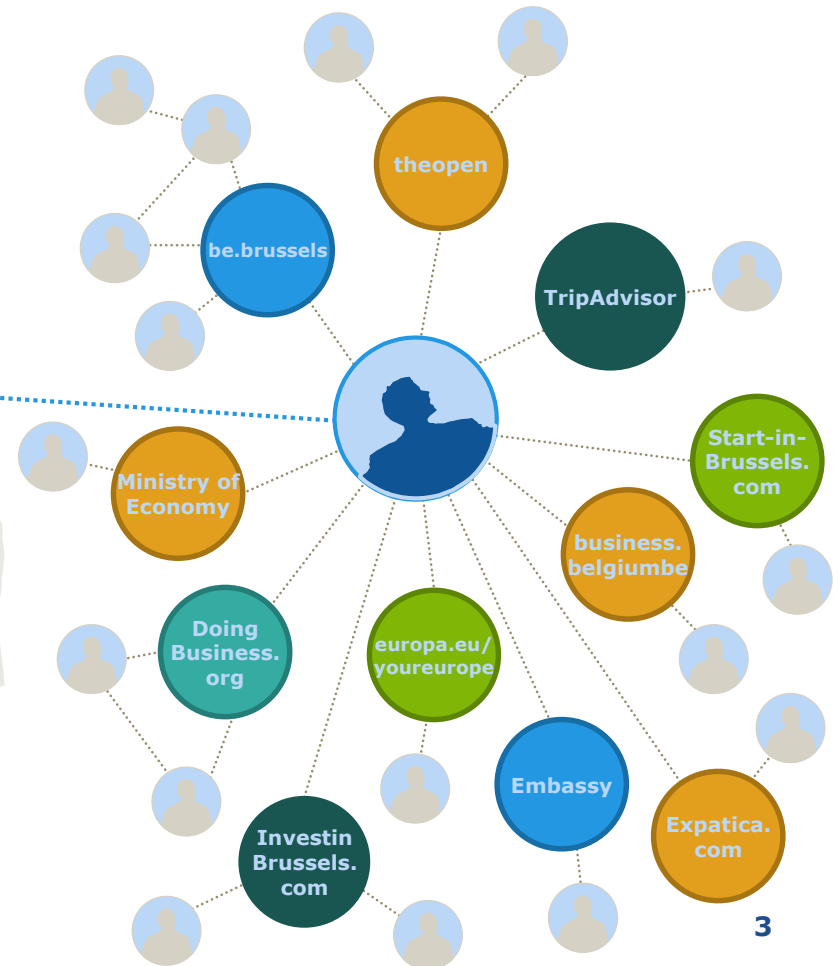 theopen
be.brussels
TripAdvisor
Start-in-
Brussels.
com
Ministry of
Economy
business.
belgiumbe
Doing
Business.
org
europa.eu/
youreurope
Embassy
Expatica.
com
Investin
Brussels.
com
3